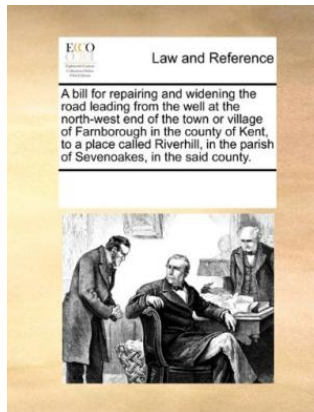 ECCO
Law and Reference
A bill for repairing and widening the
road leading from the well at the
north-west end of the town or village
of Farnborough in the county of Kent,
to a place called Riverhill, in the parish
of Sevenoakes, in the said county.